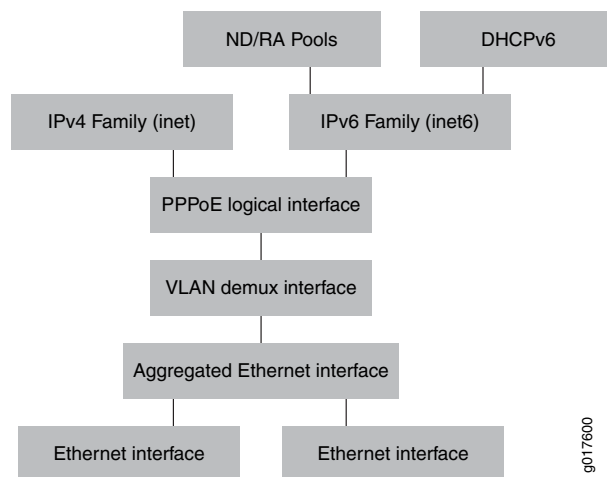 ND/RA Pools
DHCPv6
IPv4 Family (inet)
IPv6 Family (inet6)
PPPoE logical interface
VLAN demux interface
Aggregated Ethernet interface
Ethernet interface
Ethernet interface
g017600